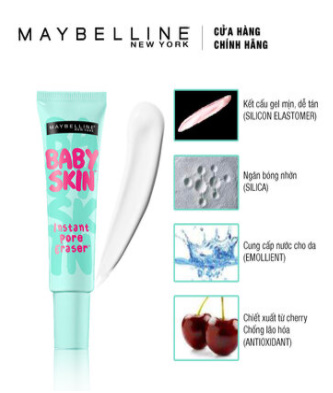 MAYBELLINE
NEW YORK
CỬA HÀNG
CHÍNH HÃNG
MAYBELLINE
NEW YORK
BABY
SKIN
Instant
Pore
Eraser
Kết cấu gel mịn, dễ tán
(SILICON ELASTOMER)
Ngăn bóng nhờn
(SILICA)
Cung cấp nước cho da
(EMOLLIENT)
Chiết xuất từ cherry
Chống lão hóa
(ANTIOXIDANT)